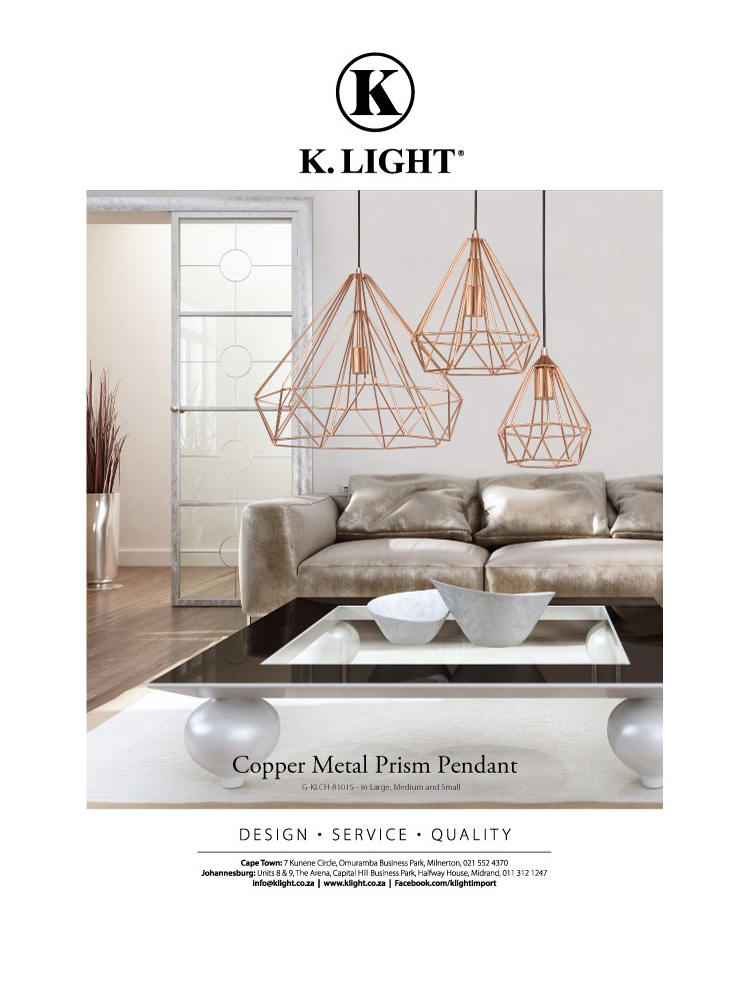 K
K. LIGHT®
Copper Metal Prism Pendant
G-KLCH-8101S - in Large, Medium and Small
DESIGN • SERVICE • QUALITY
Cape Town: 7 Kunene Circle, Omuramba Business Park, Milnerton, 021 552 4370
Johannesburg: Units 8 & 9, The Arena, Capital Hill Business Park, Halfway House, Midrand, 011 312 1247
info@klight.co.za | www.klight.co.za | Facebook.com/klightimport